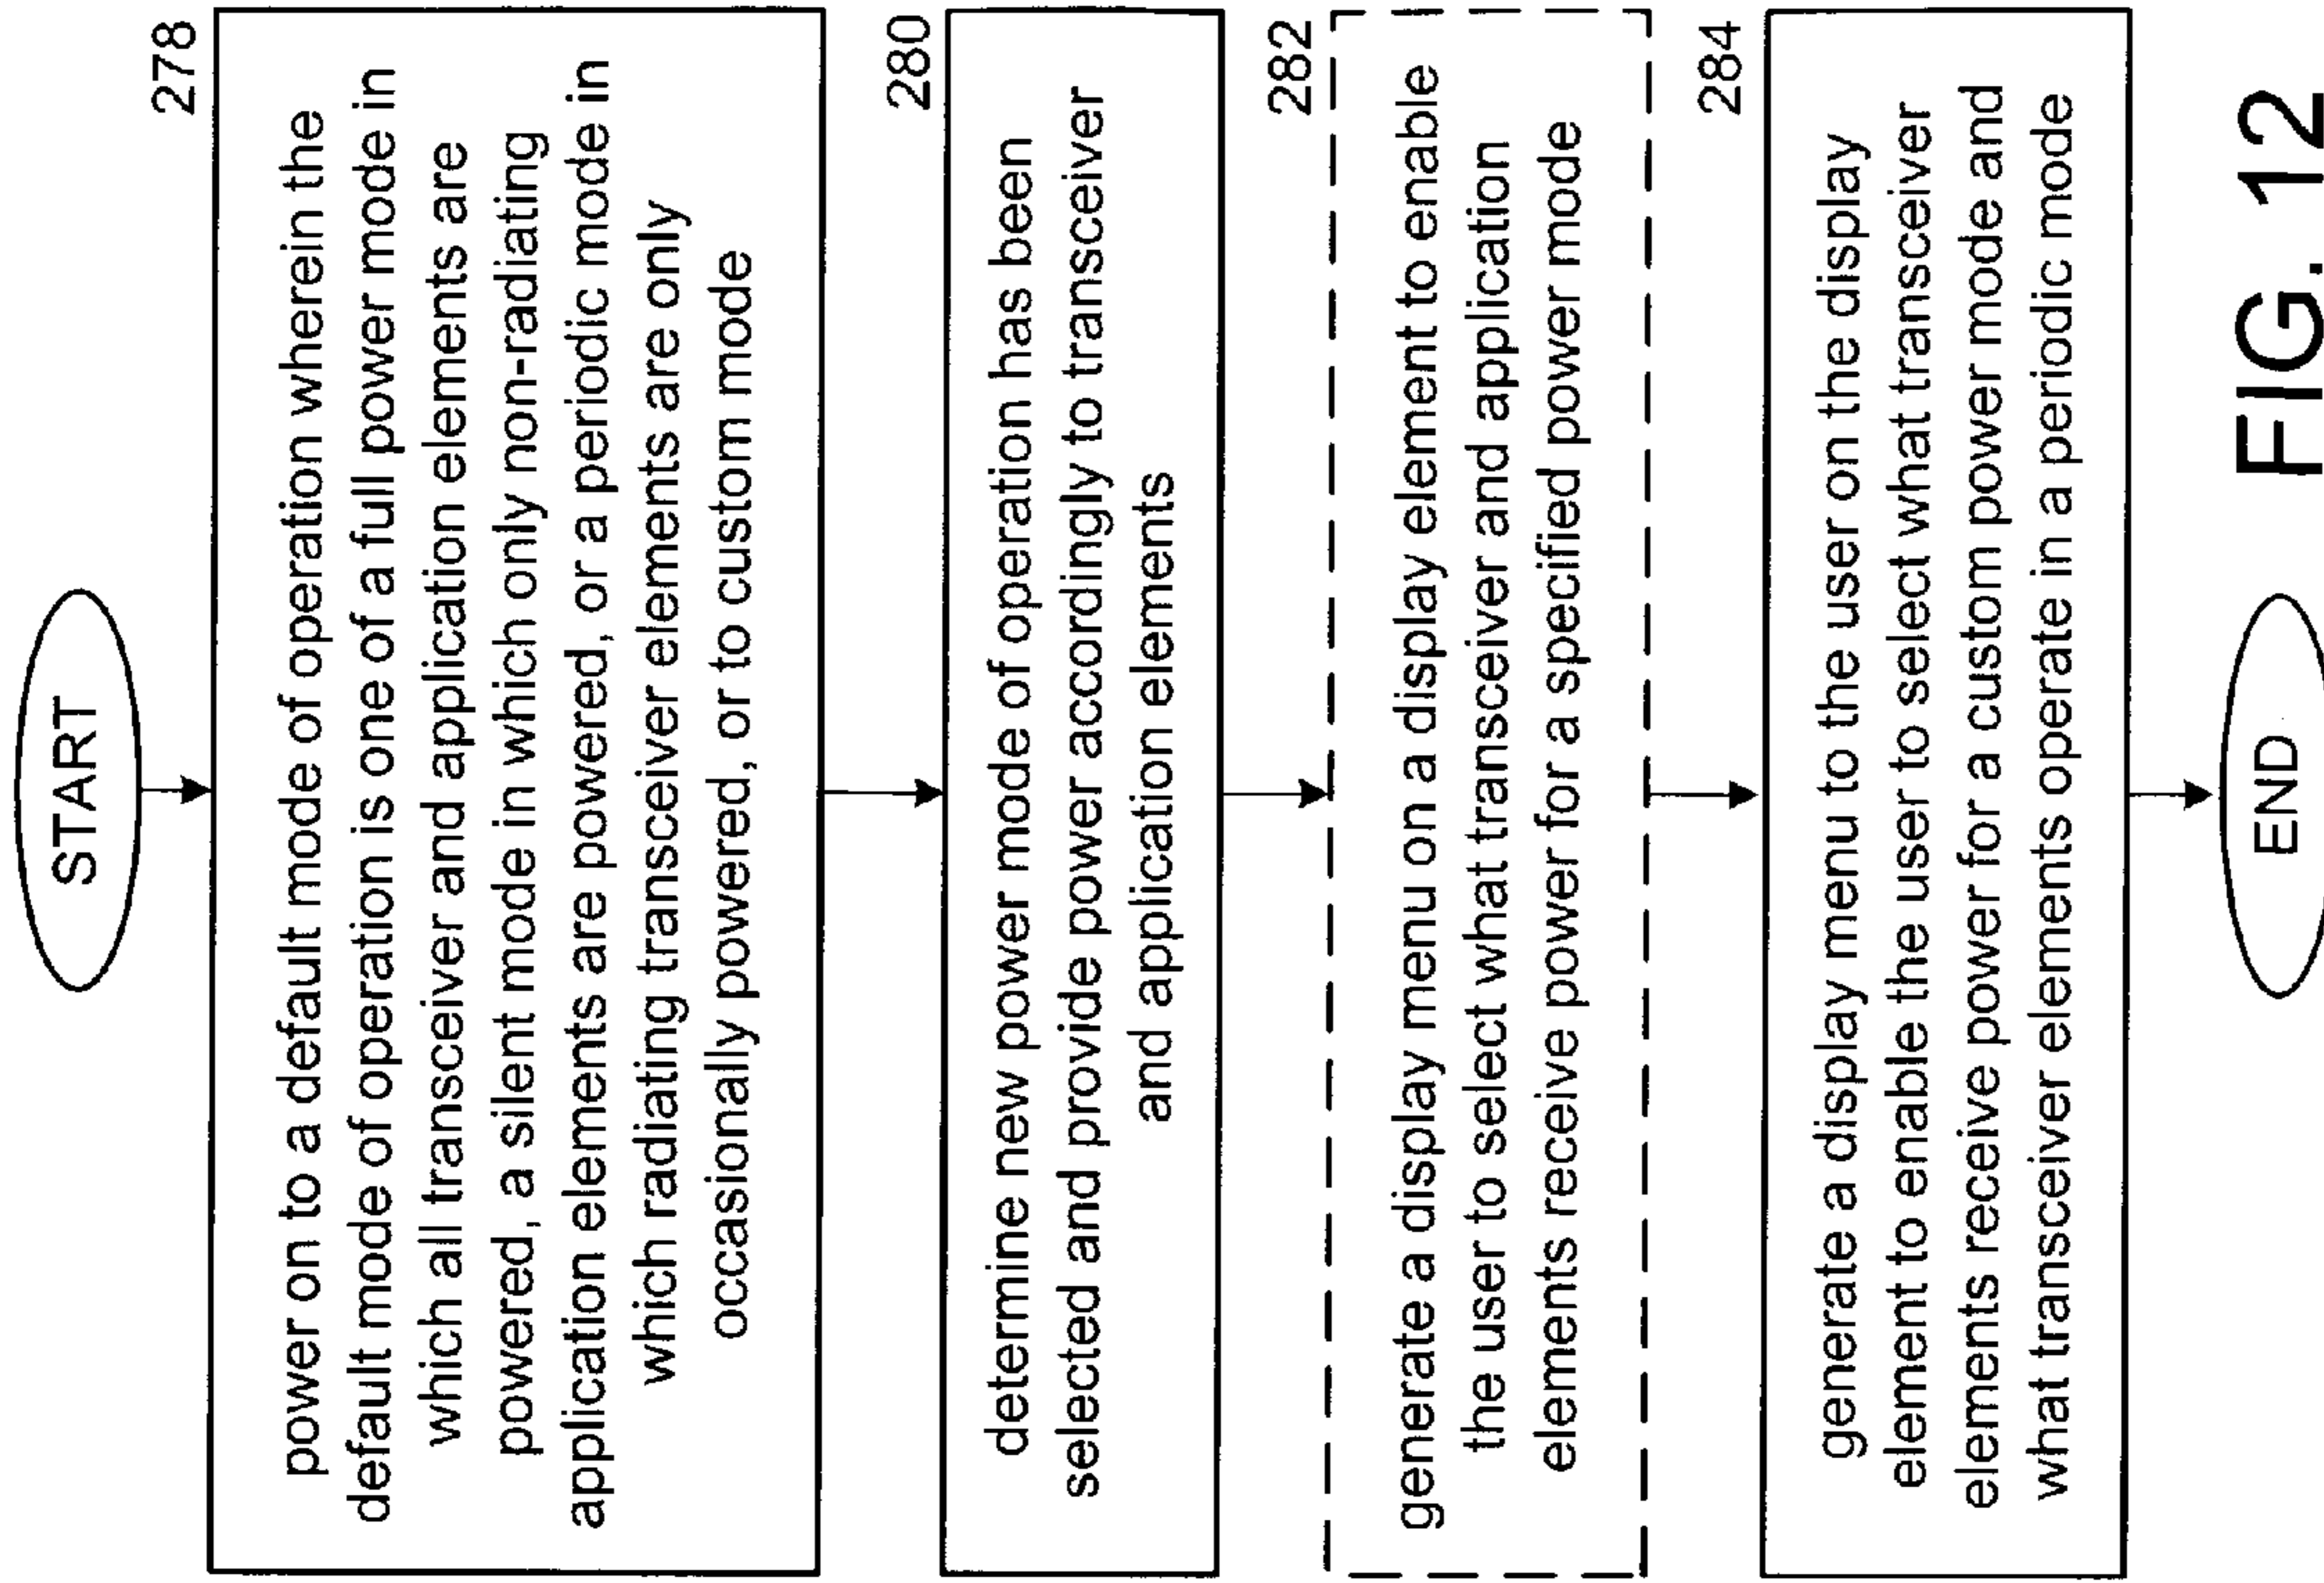 START
278
power on to a default mode of operation wherein the
default mode of operation is one of a full power mode in
which all transceiver and application elements are
powered, a silent mode in which only non-radiating
application elements are powered, or a periodic mode in
which radiating transceiver elements are only
occasionally powered, or to custom mode
280
determine new power mode of operation has been
selected and provide power accordingly to transceiver
and application elements
282
generate a display menu on a display element to enable
the user to select what transceiver and application
elements receive power for a specified power mode
284
generate a display menu to the user on the display
element to enable the user to select what transceiver
elements receive power for a custom power mode and
what transceiver elements operate in a periodic mode
END
FIG. 12